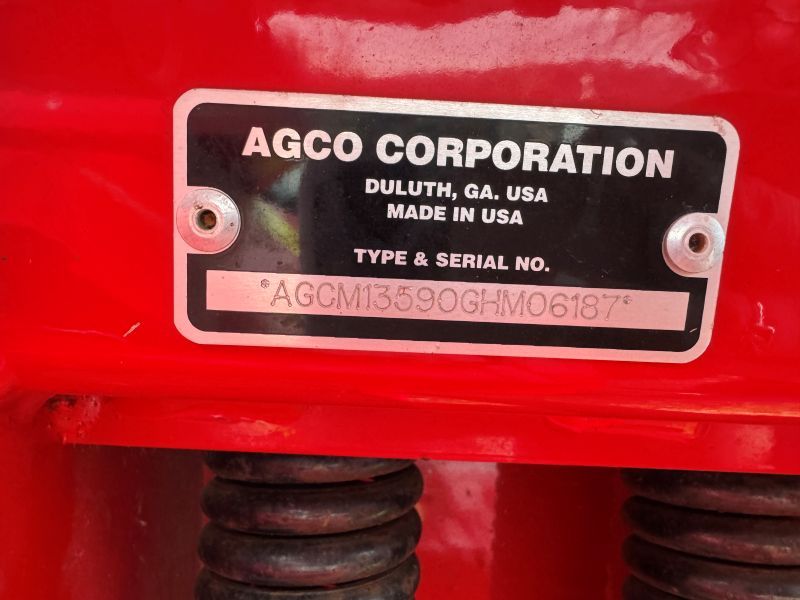 AGCO CORPORATION
DULUTH, GA. USA
MADE IN USA
TYPE & SERIAL NO.
*AGCM13590GHM06187*